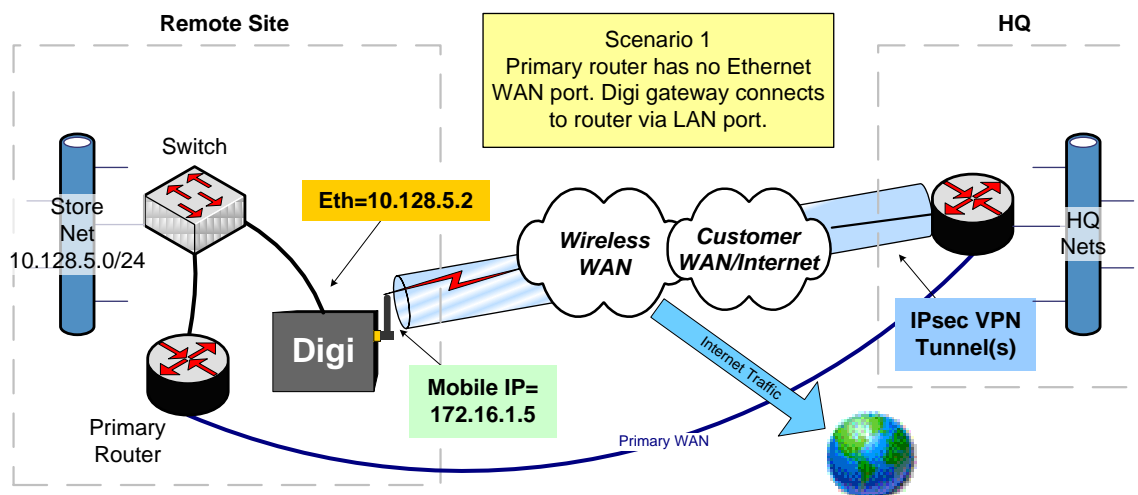 Remote Site
HQ
Scenario 1
Primary router has no Ethernet
WAN port. Digi gateway connects
to router via LAN port.
Switch
Eth=10.128.5.2
Store
Net
10.128.5.0/24
Wireless
WAN
Customer
WAN/Internet
HQ
Nets
Digi
IPsec VPN
Tunnel(s)
Internet Traffic
Mobile IP=
172.16.1.5
Primary
Router
Primary WAN